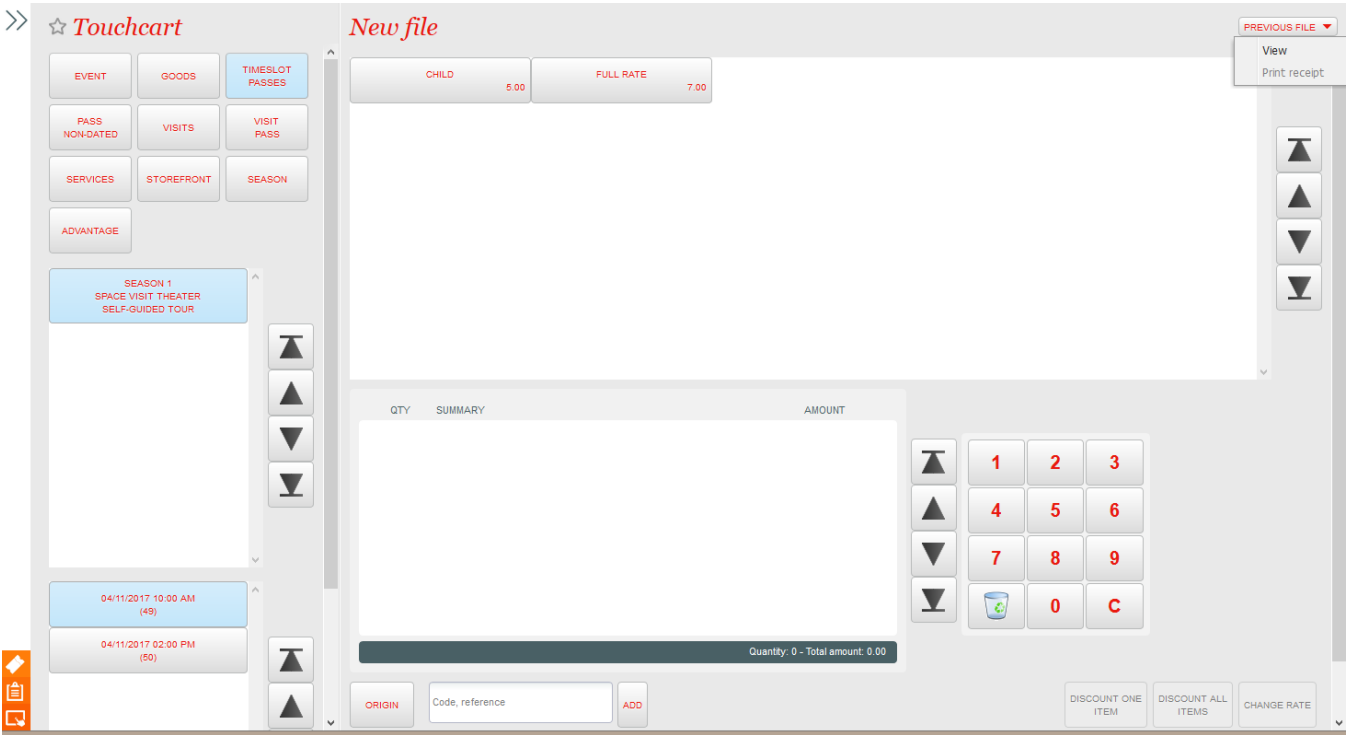 Touchcart
New file
PREVIOUS FILE
View
Print receipt
EVENT
GOODS
TIMESLOT
PASSES
PASS
NON-DATED
VISITS
VISIT
PASS
SERVICES
STOREFRONT
SEASON
ADVANTAGE
CHILD
5.00
FULL RATE
7.00
SEASON 1
SPACE VISIT THEATER
SELF-GUIDED TOUR
04/11/2017 10:00 AM
(49)
04/11/2017 02:00 PM
(50)
QTY SUMMARY AMOUNT
Quantity: 0 - Total amount: 0.00
1 2 3
4 5 6
7 8 9
0 C
ORIGIN
Code, reference
ADD
DISCOUNT ONE
ITEM
DISCOUNT ALL
ITEMS
CHANGE RATE